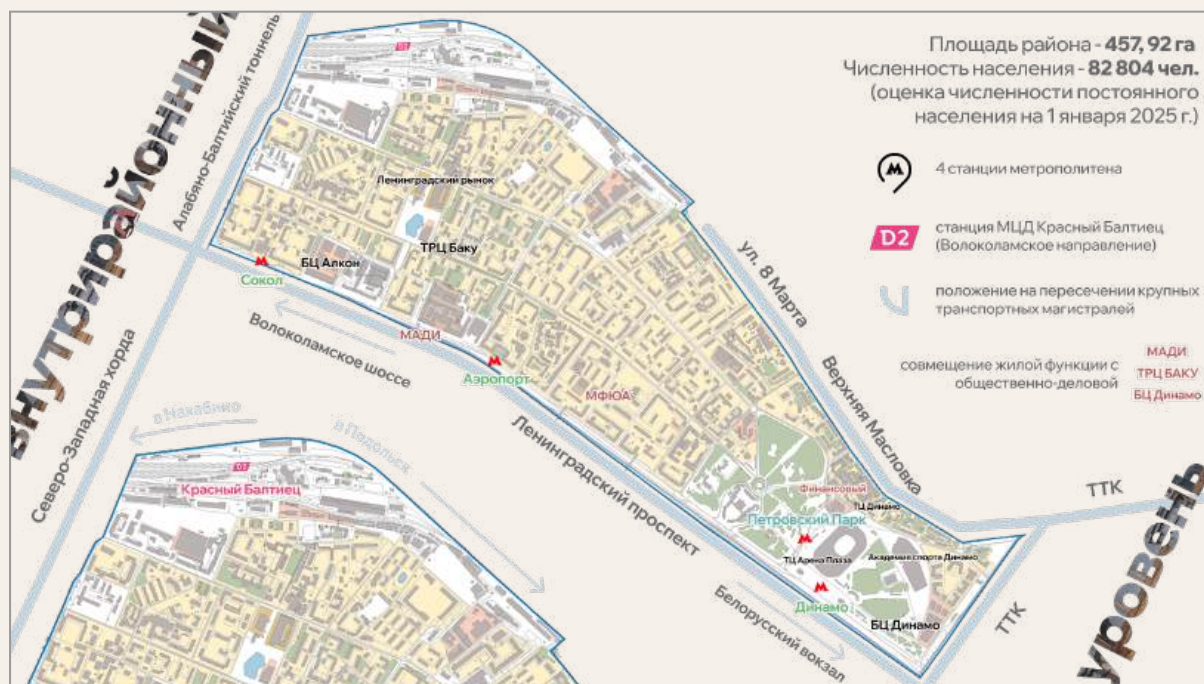 внутрирайонный
уровень
Площадь района - 457, 92 га
Численность населения - 82 804 чел.
(оценка численности постоянного
населения на 1 января 2025 г.)
М
4 станции метрополитена
D2
станция МЦД Красный Балтиец
(Волоколамское направление)
положение на пересечении крупных
транспортных магистралей
совмещение жилой функции с
общественно-деловой
МАДИ
ТРЦ БАКУ
БЦ Динамо
Алабяно-Балтийский тоннель
Северо-Западная хорда
D2
Ленинградский рынок
ТРЦ Баку
БЦ Алкон
Сокол
Волоколамское шоссе
МАДИ
Аэропорт
МФЮА
Ленинградский проспект
ул. 8 Марта
Верхняя Масловка
ТТК
Финансовый
ТЦ Динамо
Петровский Парк
ТЦ Арена Плаза
Академия спорта Динамо
Динамо
БЦ Динамо
Белорусский вокзал
ТТК
в Нахабино
в Подольск
D2
Красный Балтиец